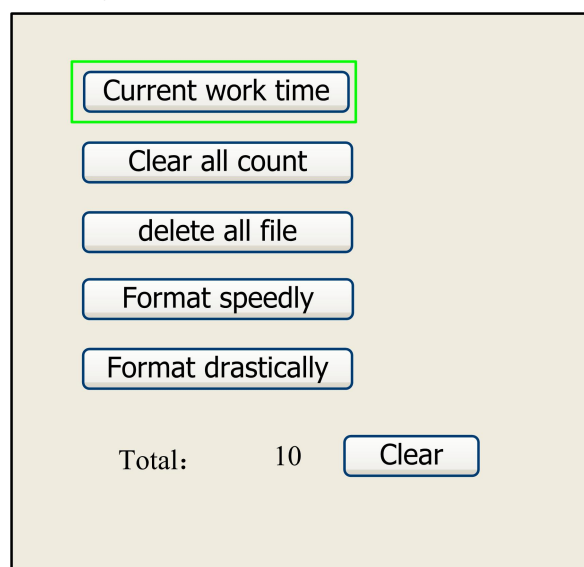 Current work time
Clear all count
delete all file
Format speedly
Format drastically
Total： 10 Clear